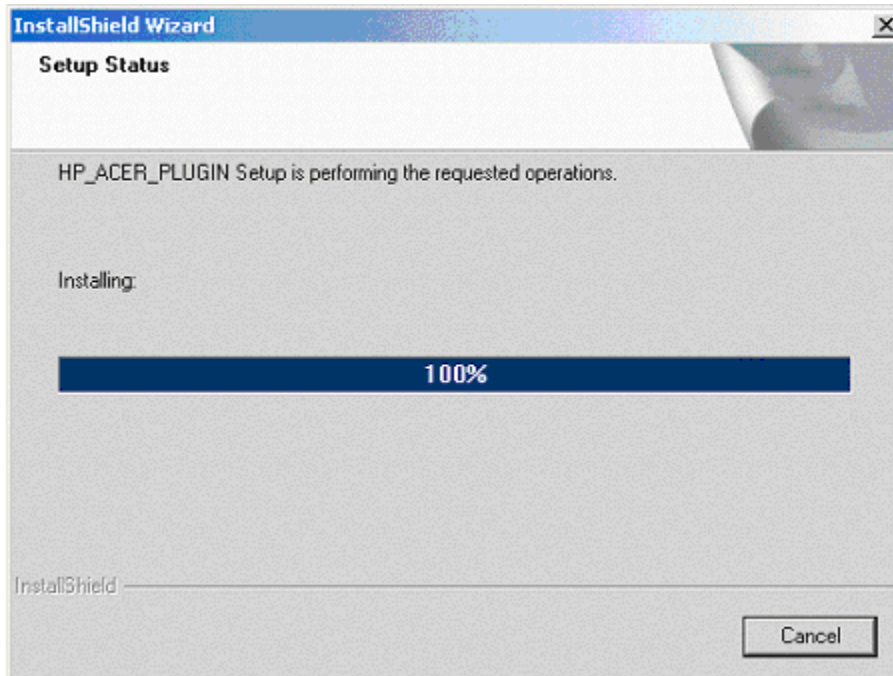 InstallShield Wizard
Setup Status
HP_ACER_PLUGIN Setup is performing the requested operations.
Installing:
100%
InstallShield
Cancel